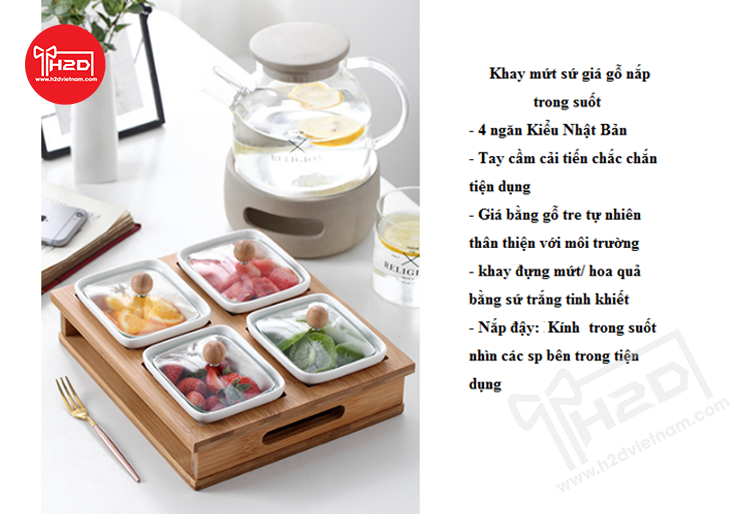 H2D
www.h2dvietnam.com
RELIGION
RELIGION
Khay mứt sứ giá gỗ nắp
trong suốt
- 4 ngăn Kiểu Nhật Bản
- Tay cầm cải tiến chắc chắn
tiện dụng
- Giá bằng gỗ tre tự nhiên
thân thiện với môi trường
- khay đựng mứt/ hoa quả
bằng sứ trắng tinh khiết
- Nắp đậy: Kính trong suốt
nhìn các sp bên trong tiện
dụng
H2D
www.h2dvietnam.com